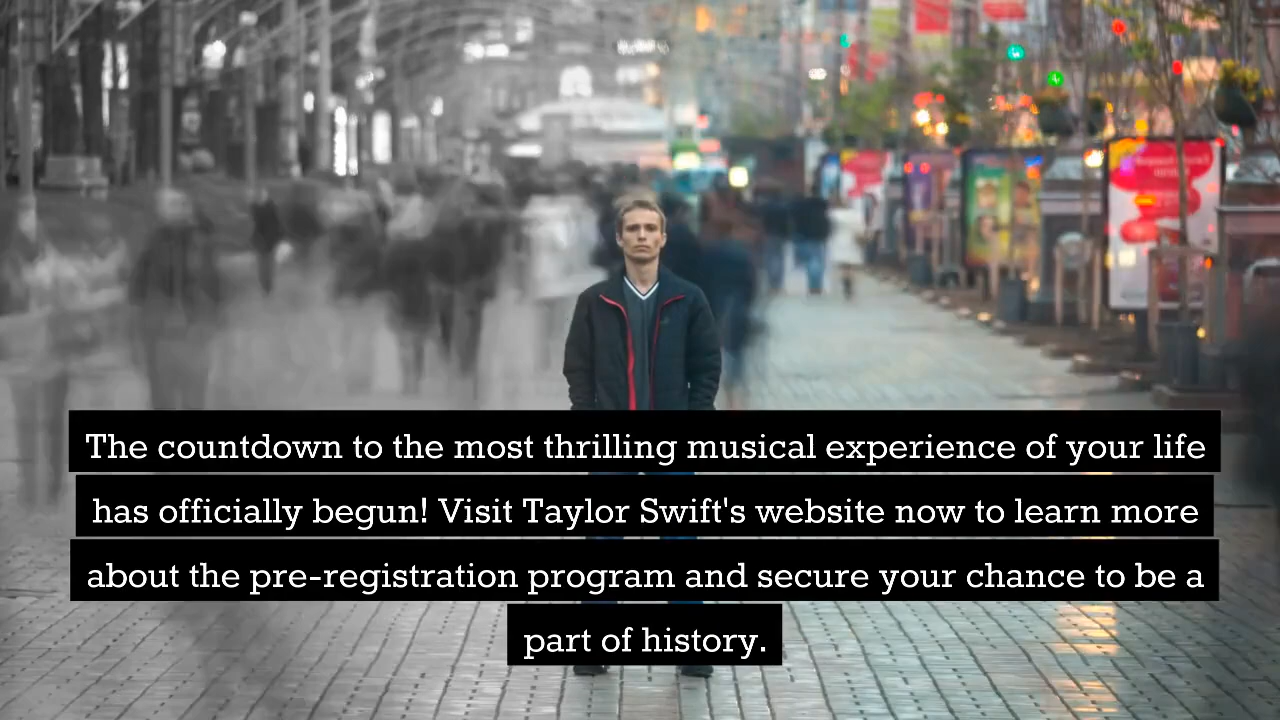 The countdown to the most thrilling musical experience of your life
has officially begun! Visit Taylor Swift's website now to learn more
about the pre-registration program and secure your chance to be a
part of history.